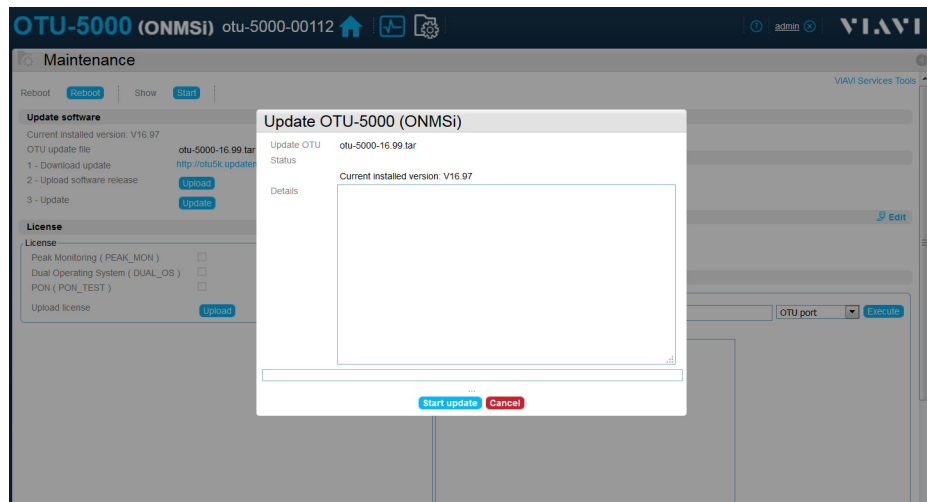 OTU-5000 (ONMSi) otu-5000-00112
admin
VIAVI
Maintenance
VIAVI Services Tools
Reboot Reboot Show Start
Update software
Current installed version: V16.97
OTU update file otu-5000-16.99.tar
1 - Download update http://otu5k.updater
2 - Upload software release Upload
3 - Update Update
License
License
Peak Monitoring ( PEAK_MON )
Dual Operating System ( DUAL_OS )
PON ( PON_TEST )
Upload license Upload
Update OTU-5000 (ONMSi)
Update OTU otu-5000-16.99.tar
Status
Current installed version: V16.97
Details
...
Start update Cancel
Edit
OTU port Execute